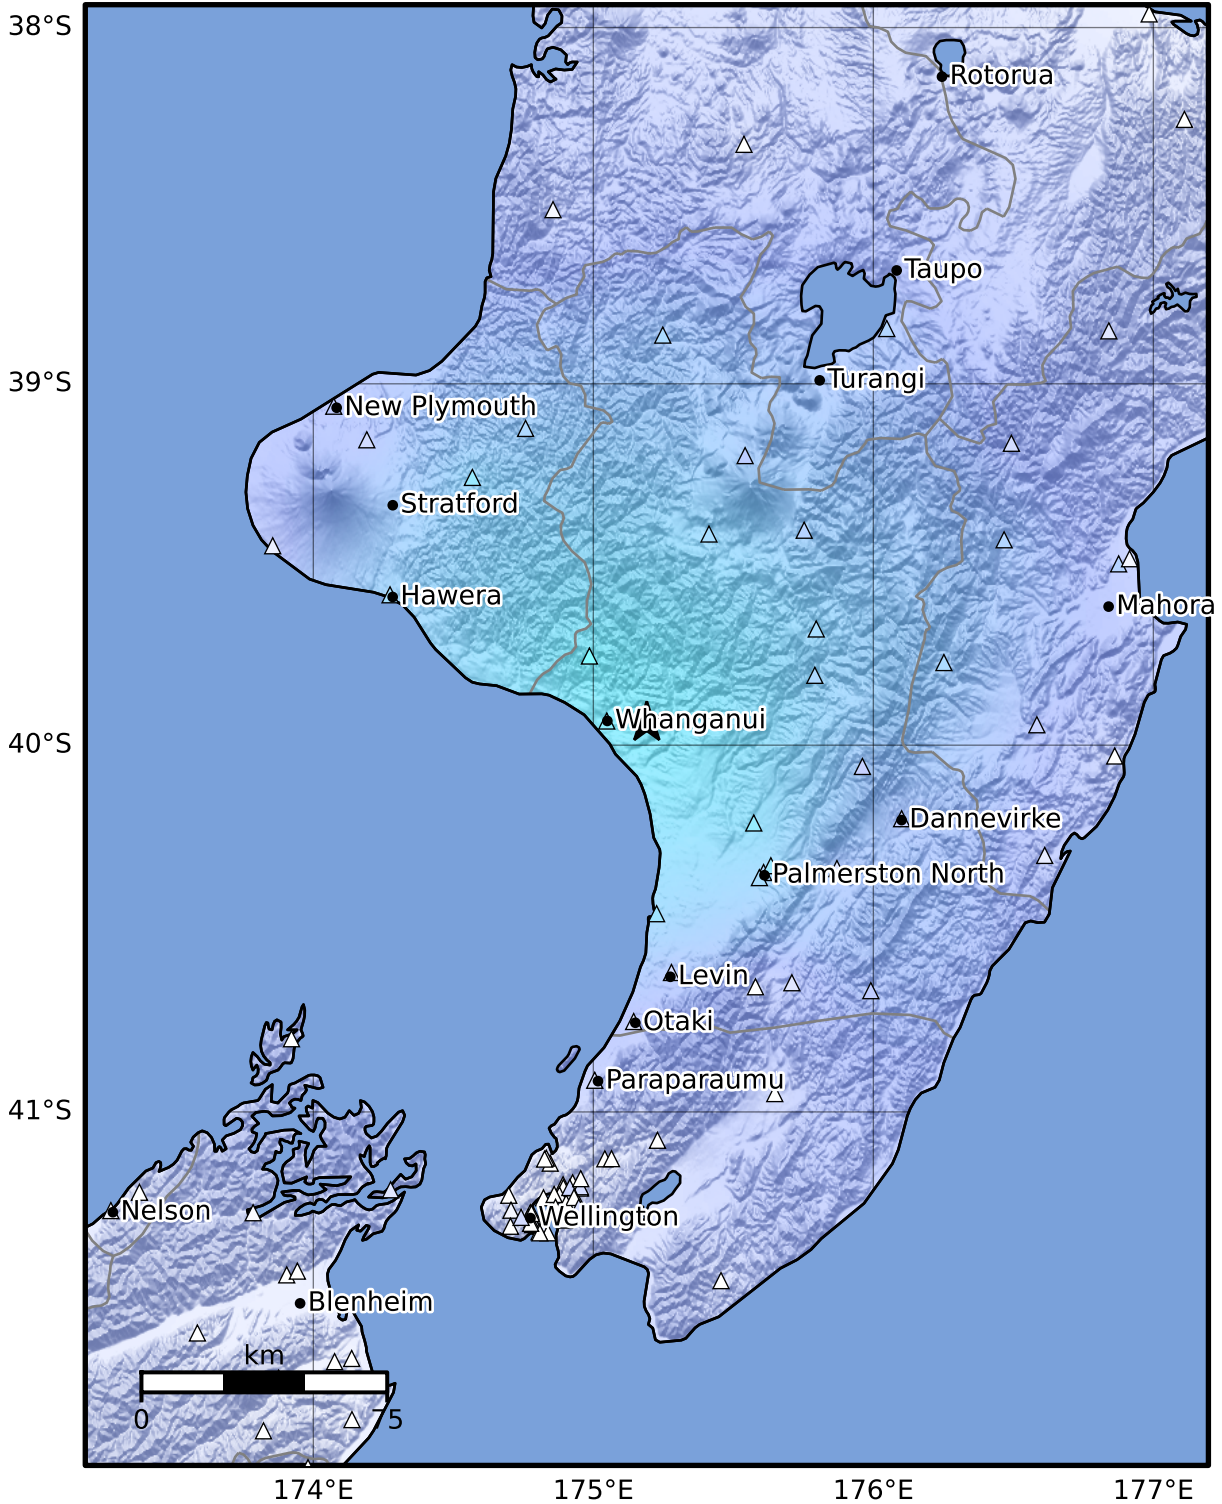 38°S
Rotorua
Taupo
39°S
Turangi
New Plymouth
Stratford
Hawera
Mahora
Whanganui
40°S
Dannevirke
Palmerston North
Levin
Otaki
Paraparaumu
41°S
Nelson
Wellington
Blenheim
km
0
75
174°E
175°E
176°E
177°E